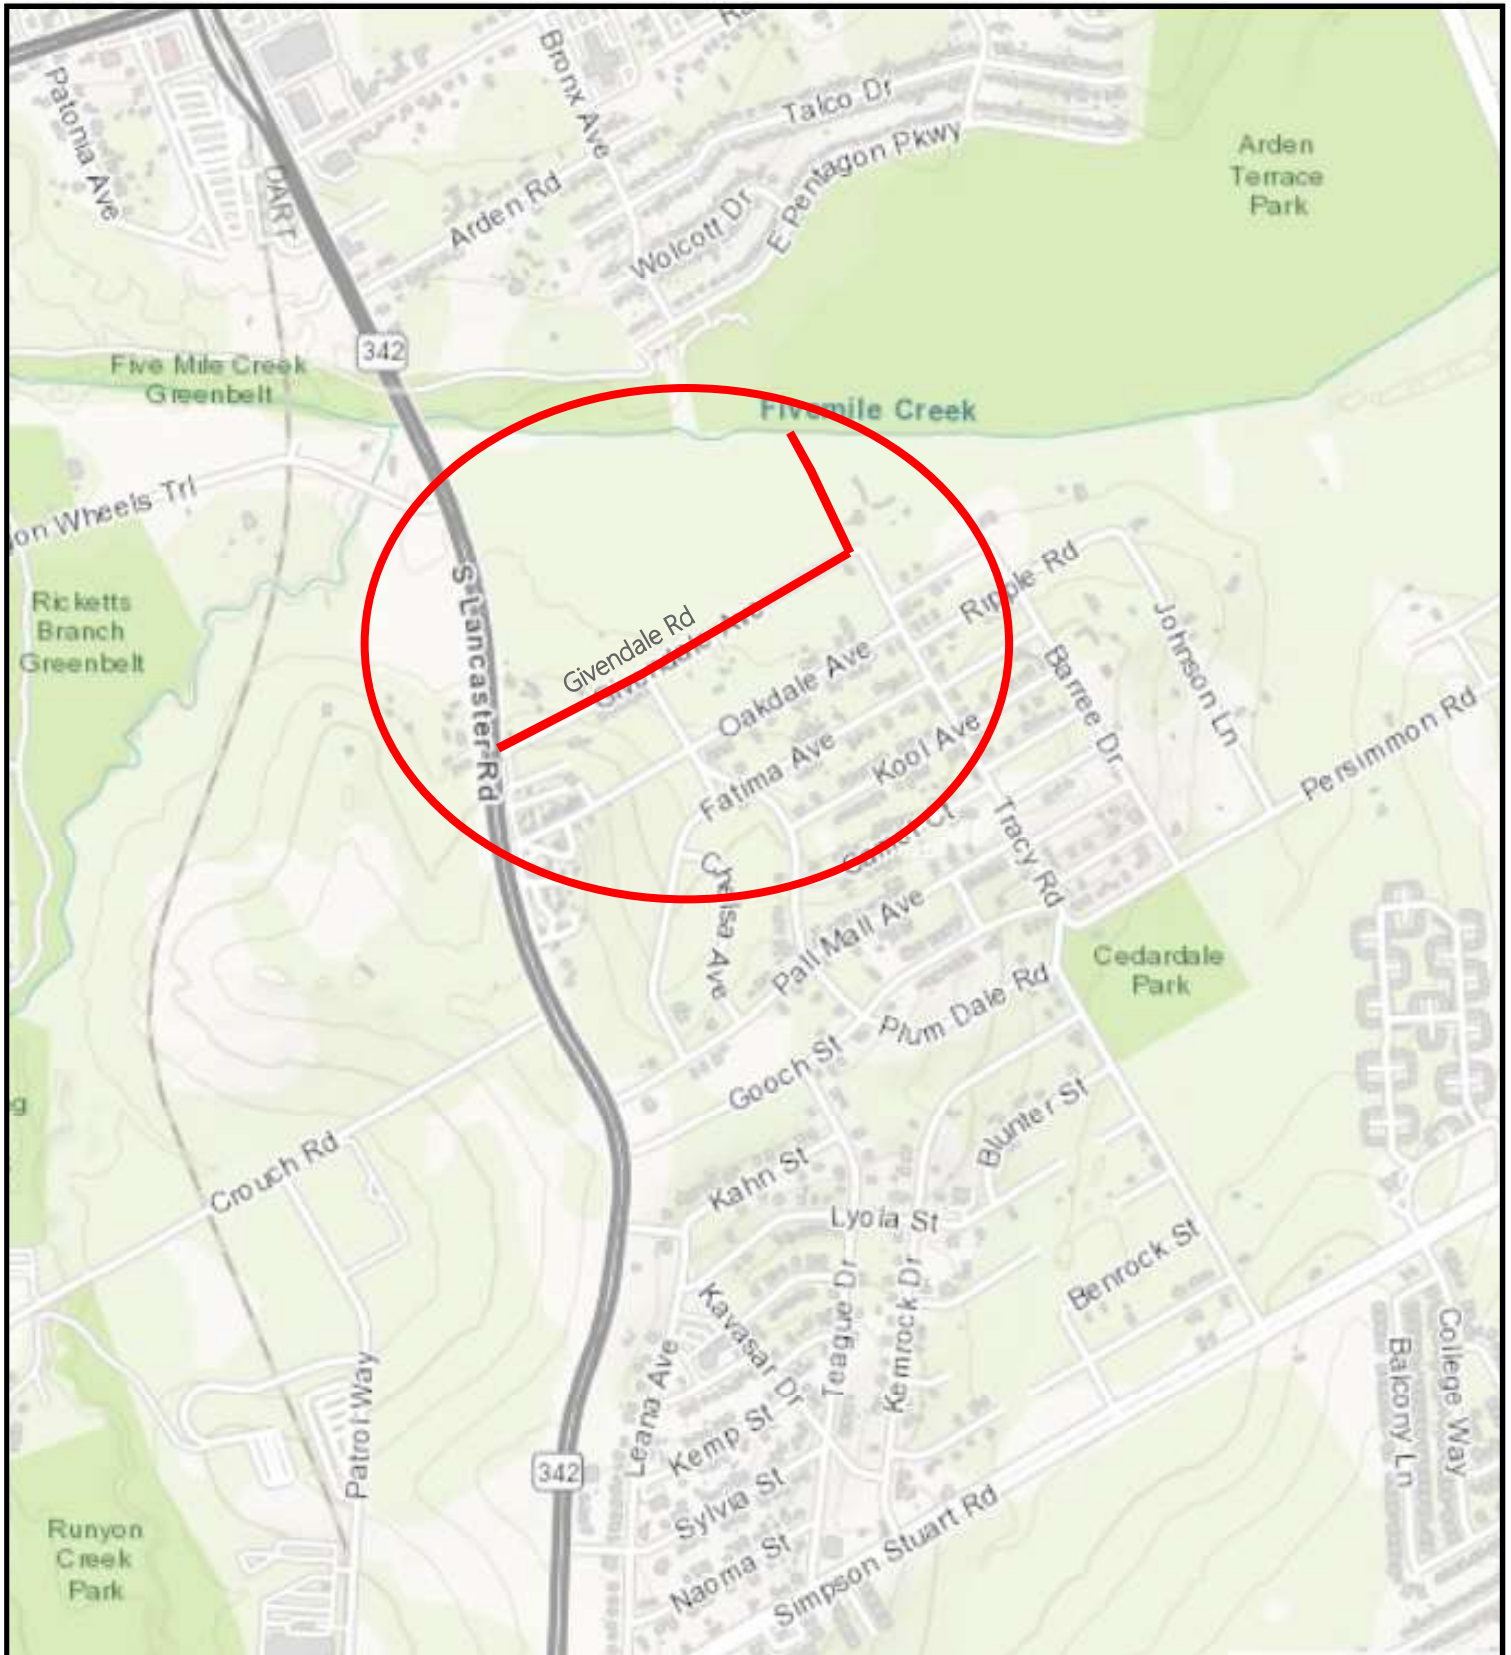 Patonia Ave
DART
Bronx Ave
Talco Dr
Arden Rd
Wolcott Dr
E Pentagon Pkwy
Arden
Terrace
Park
342
Five Mile Creek
Greenbelt
Fivemile Creek
on Wheels Trl
Ricketts
Branch
Greenbelt
S Lancaster Rd
Givendale Rd
Givendale Ave
Oakdale Ave
Ripple Rd
Johnson Ln
Barree Dr
Fatima Ave
Kool Ave
Persimmon Rd
Tracy Rd
Chelsa Ave
Pall Mall Ave
Cedardale
Park
Plum Dale Rd
Gooch St
g
Blunter St
Crouch Rd
Kahn St
Lyola St
Benrock St
Kavasar Dr
Teague Dr
Kemrock Dr
Leana Ave
Patrol Way
Kemp St
College Way
Balcony Ln
342
Sylvia St
Simpson Stuart Rd
Naoma St
Runyon
Creek
Park